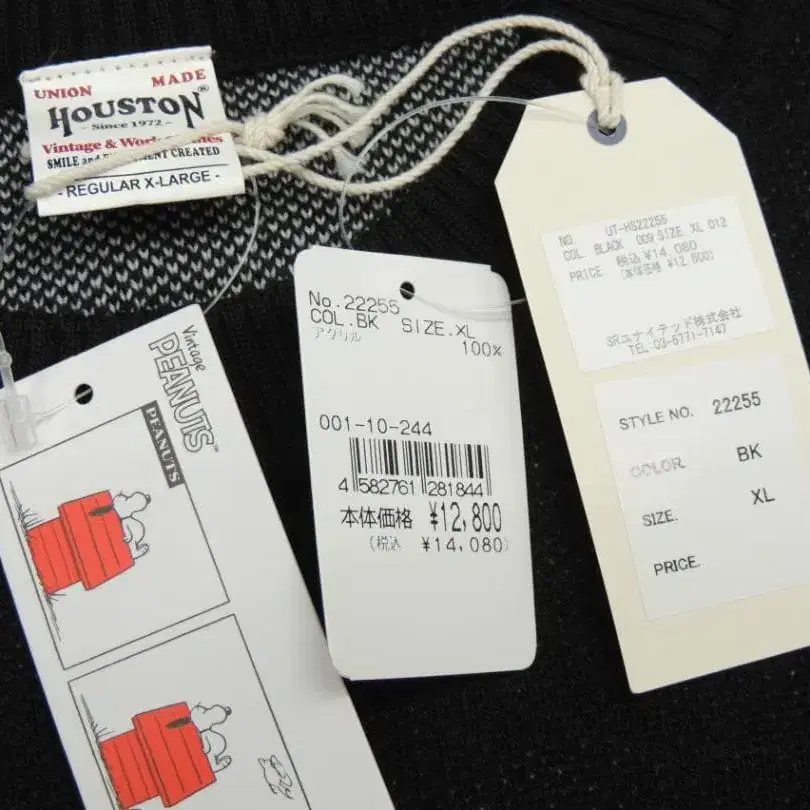 UNION MADE
HOUSTON®
- Since 1972 -
Vintage & Work
SMILE and CREATED
- REGULAR X-LARGE -
Vintage
PEANUTS™
PEANUTS
No.22255
COL.BK SIZE.XL
アクリル 100%
001-10-244
4 582761 281844
本体価格 ¥12,800
(税込 ¥14,080)
NO. UT-HS22255
COL BLACK 009 SIZE XL 012
PRICE 税込 ¥14,080
(本体価格 ¥12,800)
SRユナイテッド株式会社
TEL:03-5771-7147
STYLE NO. 22255
COLOR. BK
SIZE. XL
PRICE.